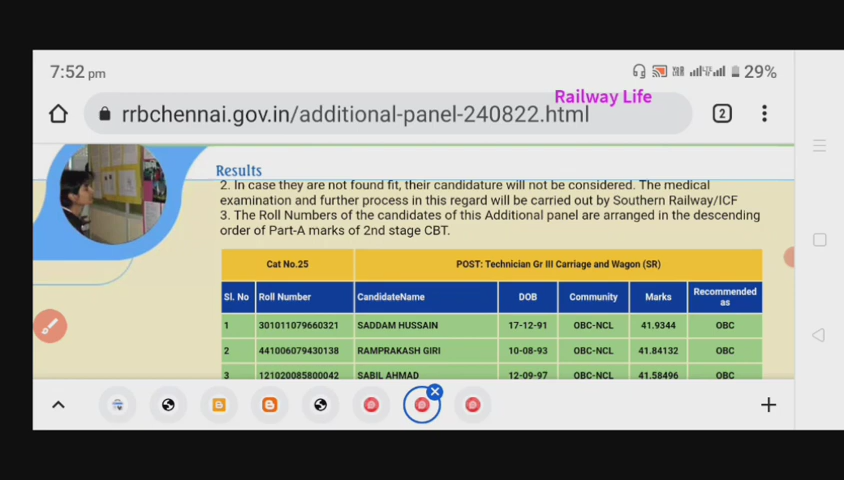 7:52 pm
29%
Railway Life
rrbchennai.gov.in/additional-panel-240822.html
2
Results
2. In case they are not found fit, their candidature will not be considered. The medical
examination and further process in this regard will be carried out by Southern Railway/ICF
3. The Roll Numbers of the candidates of this Additional panel are arranged in the descending
order of Part-A marks of 2nd stage CBT.
Cat No.25 POST: Technician Gr III Carriage and Wagon (SR)
Sl. No Roll Number CandidateName DOB Community Marks Recommended as
1 301011079660321 SADDAM HUSSAIN 17-12-91 OBC-NCL 41.9344 OBC
2 441006079430138 RAMPRAKASH GIRI 10-08-93 OBC-NCL 41.84132 OBC
3 121020085800042 SABIL AHMAD 12-09-97 OBC-NCL 41.58496 OBC